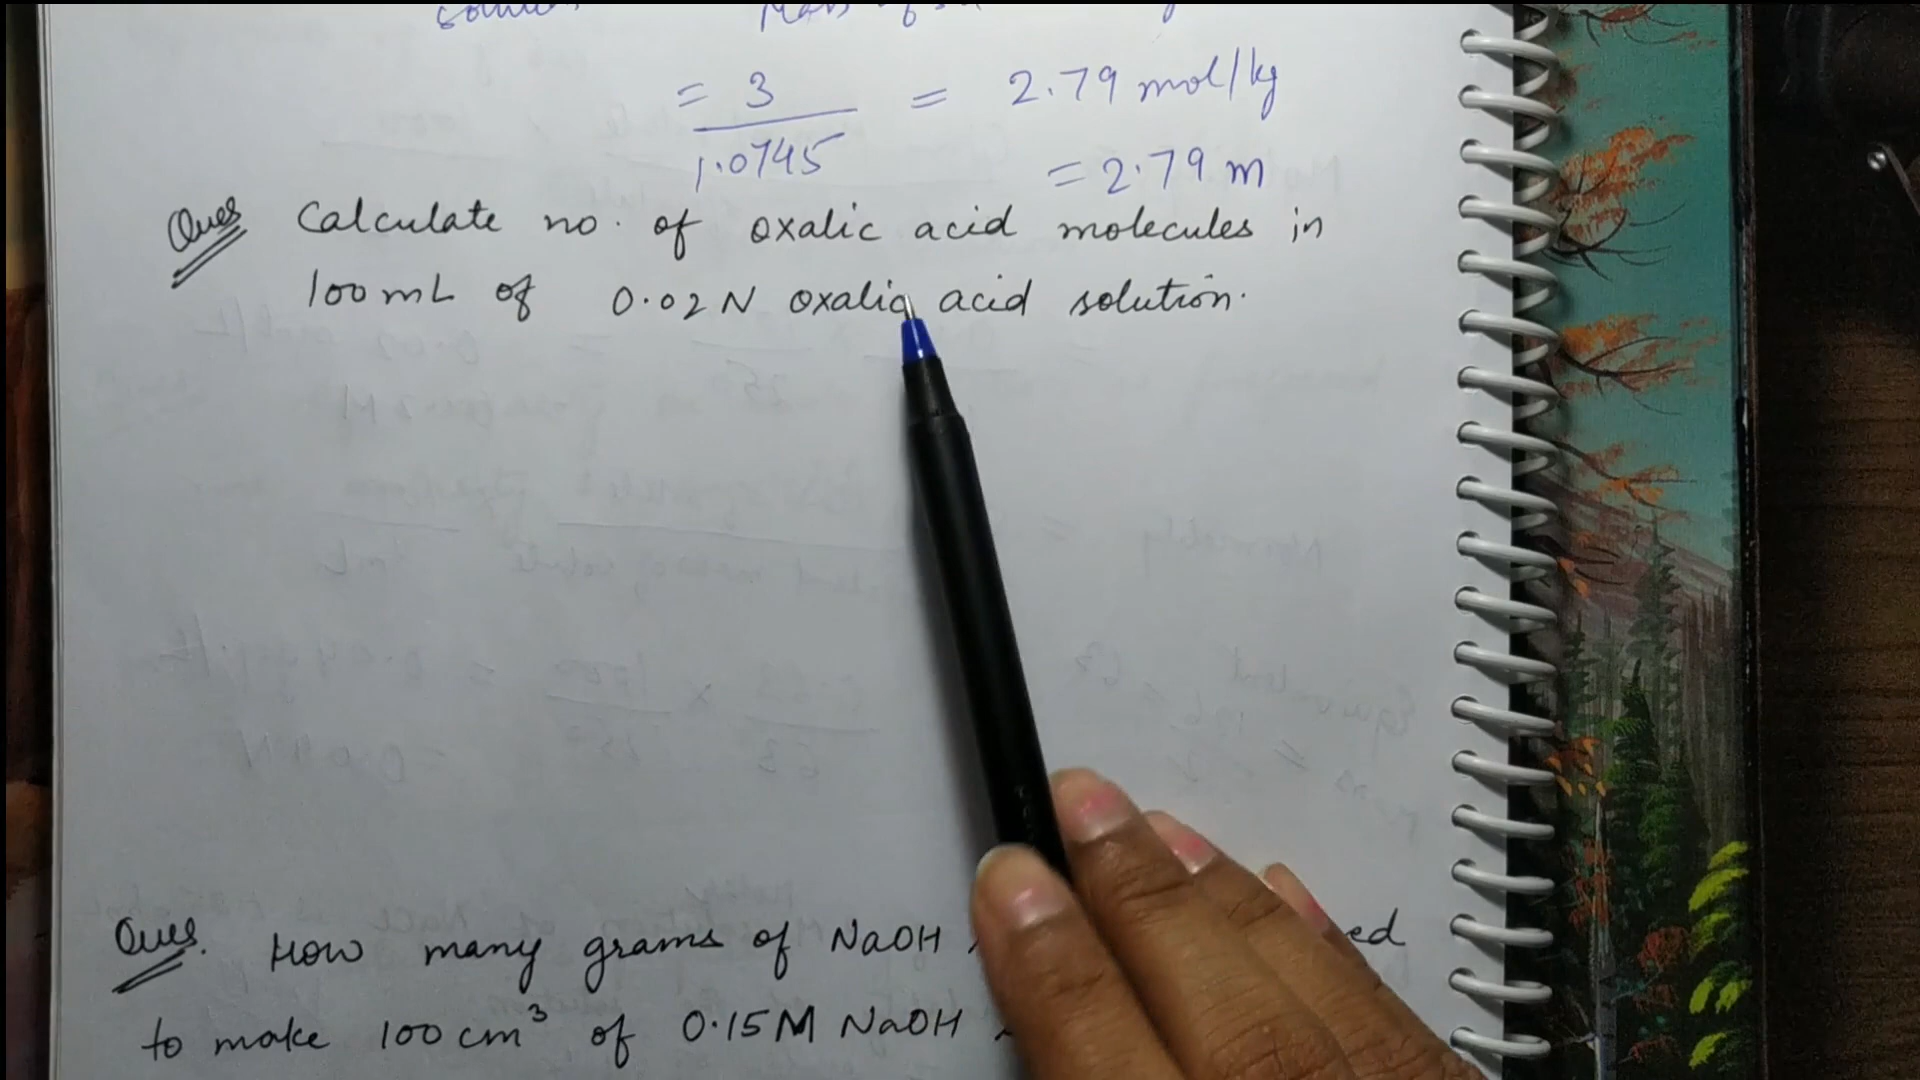 = 3 / 1.0745 = 2.79 mol/kg
= 2.79 m
Ques Calculate no. of oxalic acid molecules in
100 mL of 0.02 N oxalic acid solution.
Ques. How many grams of NaOH ed
to make 100 cm³ of 0.15M NaOH